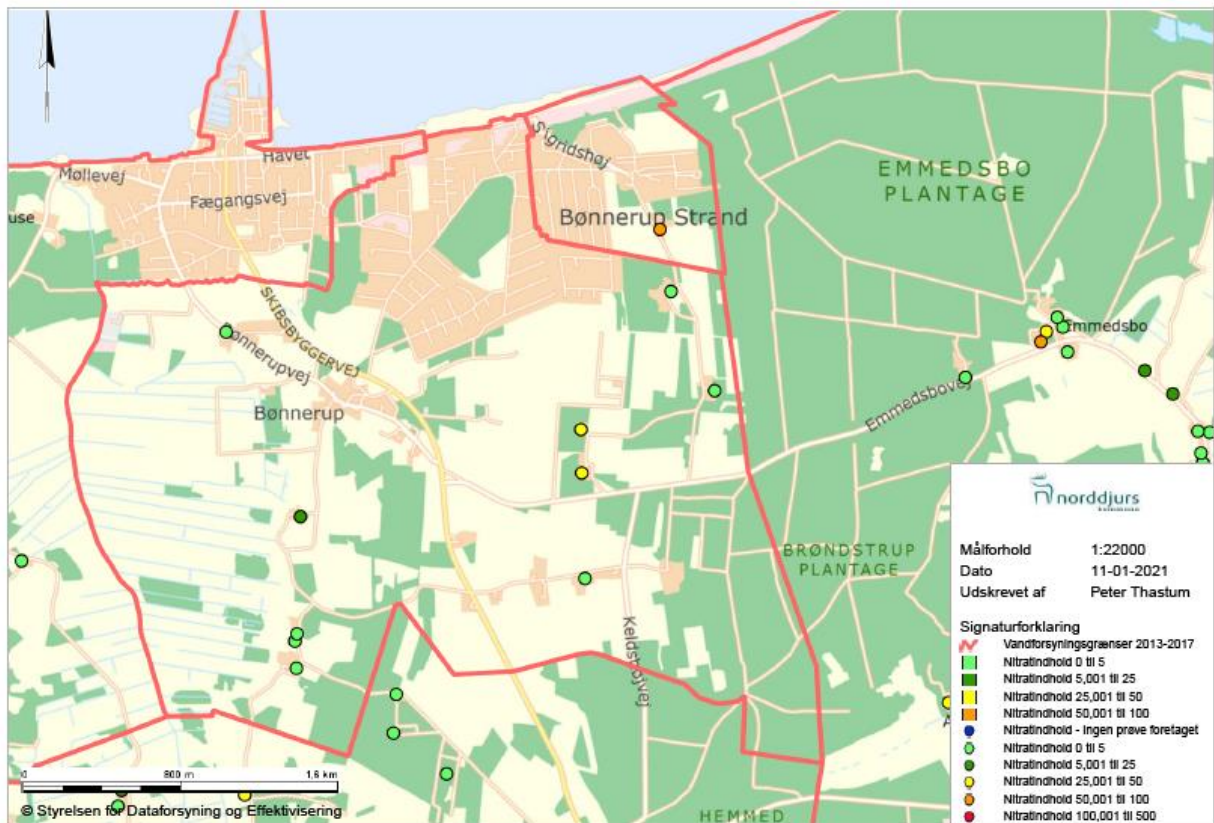 Havet
Sigridshøj
Møllevej
Fægangsvej
EMMEDSBO
PLANTAGE
use
Bønnerup Strand
SKIBSBYGGERVEJ
Bønnerupvej
Emmedsbo
Emmedsbovej
Bønnerup
BRØNDSTRUP
PLANTAGE
Keldsbojvej
A
HEMMED
norddjurs
kommune
Målforhold 1:22000
Dato 11-01-2021
Udskrevet af Peter Thastum
Signaturforklaring
Vandforsyningsgrænser 2013-2017
Nitratindhold 0 til 5
Nitratindhold 5,001 til 25
Nitratindhold 25,001 til 50
Nitratindhold 50,001 til 100
Nitratindhold - Ingen prøve foretaget
Nitratindhold 0 til 5
Nitratindhold 5,001 til 25
Nitratindhold 25,001 til 50
Nitratindhold 50,001 til 100
Nitratindhold 100,001 til 500
0 800 m 1,6 km
© Styrelsen for Dataforsyning og Effektivisering